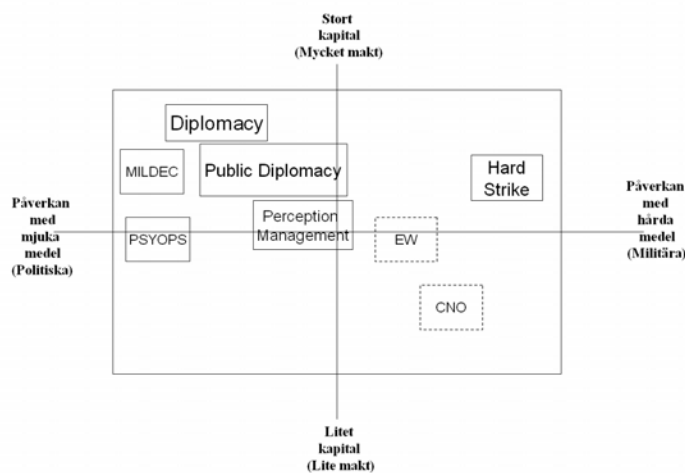 Stort
kapital
(Mycket makt)
Diplomacy
MILDEC
Public Diplomacy
Hard
Strike
Påverkan
med
mjuka
medel
(Politiska)
Påverkan
med
hårda
medel
(Militära)
Perception
Management
PSYOPS
EW
CNO
Litet
kapital
(Lite makt)